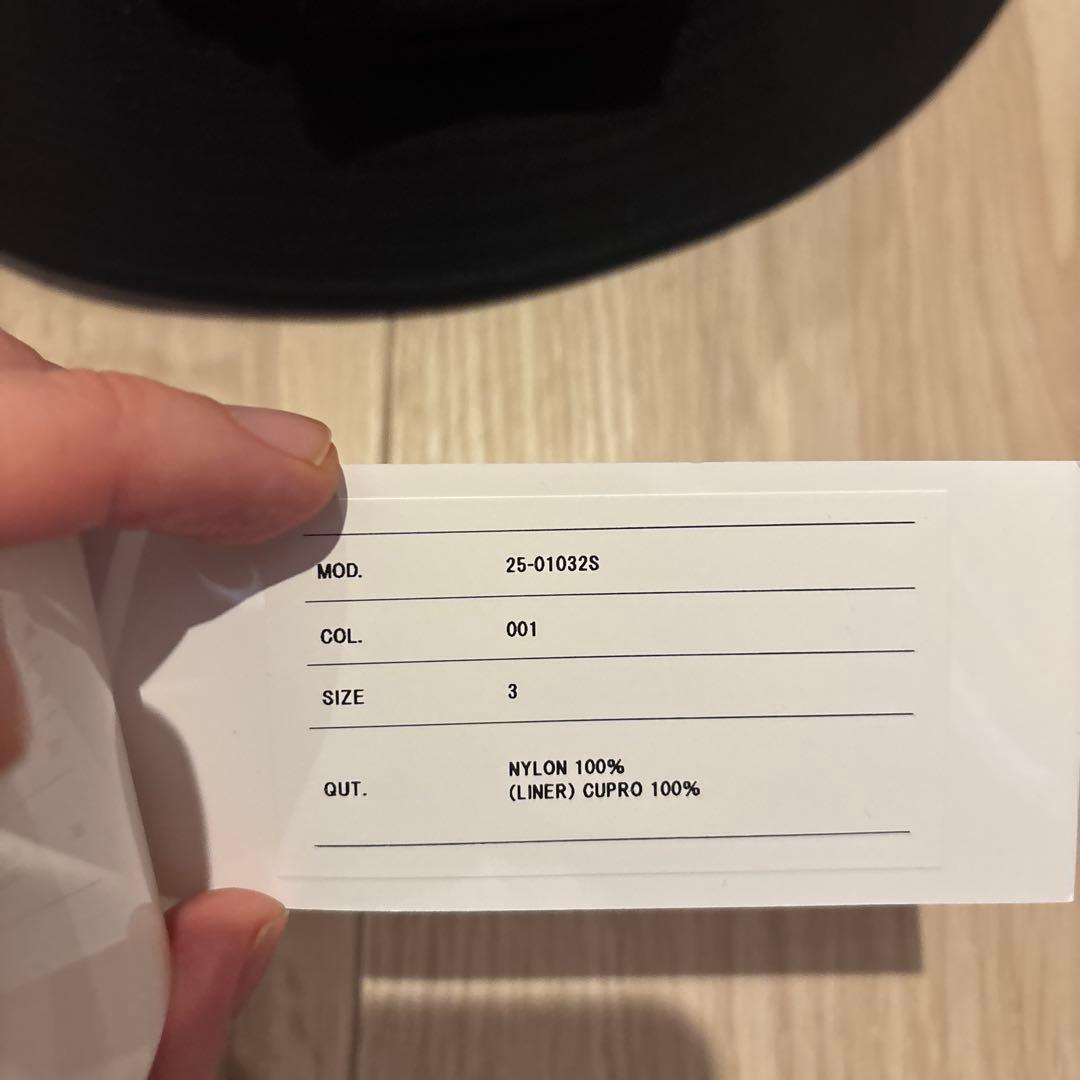 MOD. 25-01032S
COL. 001
SIZE 3
QUT. NYLON 100%
(LINER) CUPRO 100%